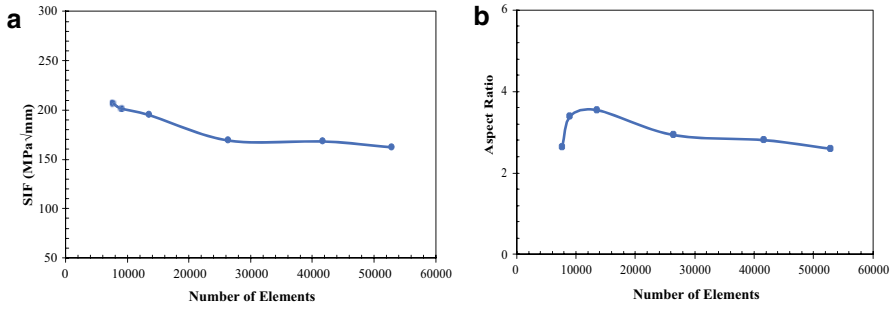 a
300
250
200
150
100
50
SIF (MPa√mm)
0 10000 20000 30000 40000 50000 60000
Number of Elements
b
6
4
2
0
Aspect Ratio
0 10000 20000 30000 40000 50000 60000
Number of Elements